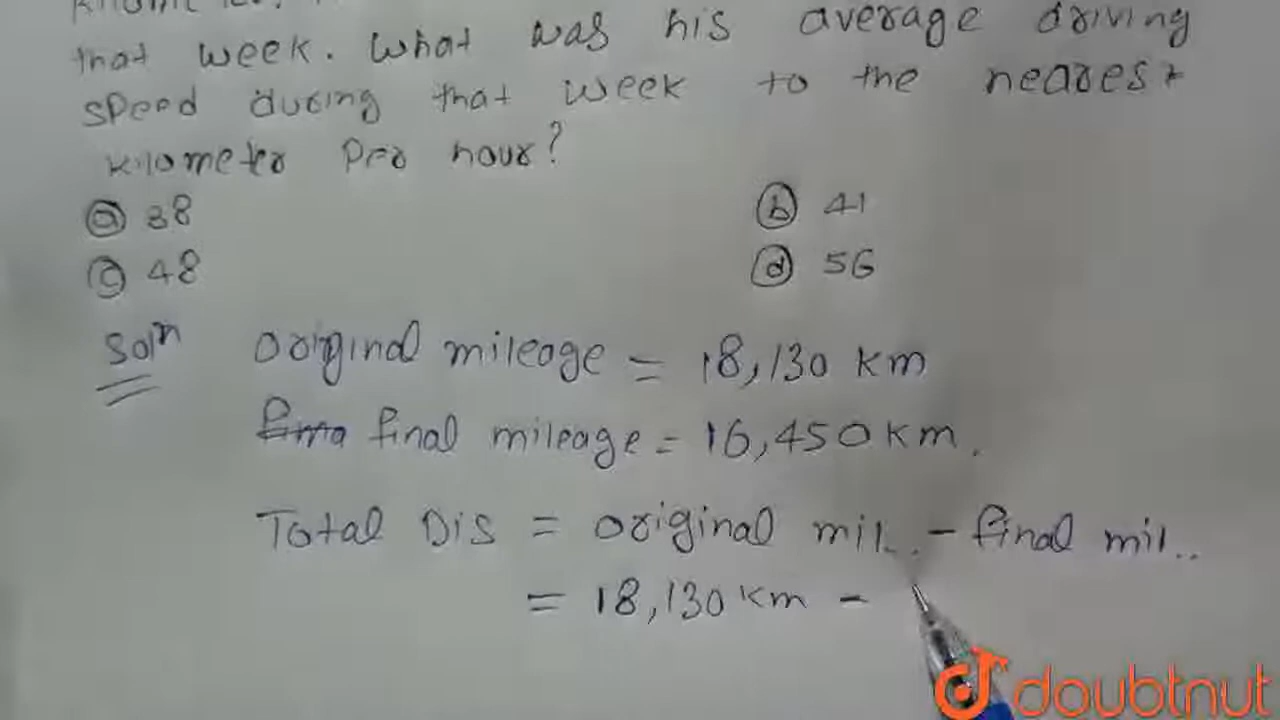 that week. What was his average driving
speed during that week to the nearest
kilometer per hour?
ⓐ 38 ⓑ 41
ⓒ 48 ⓓ 56
Solⁿ original mileage = 18,130 km
final mileage = 16,450 km.
Total Dis = original mil.. - final mil..
= 18,130 km -
doubtnut